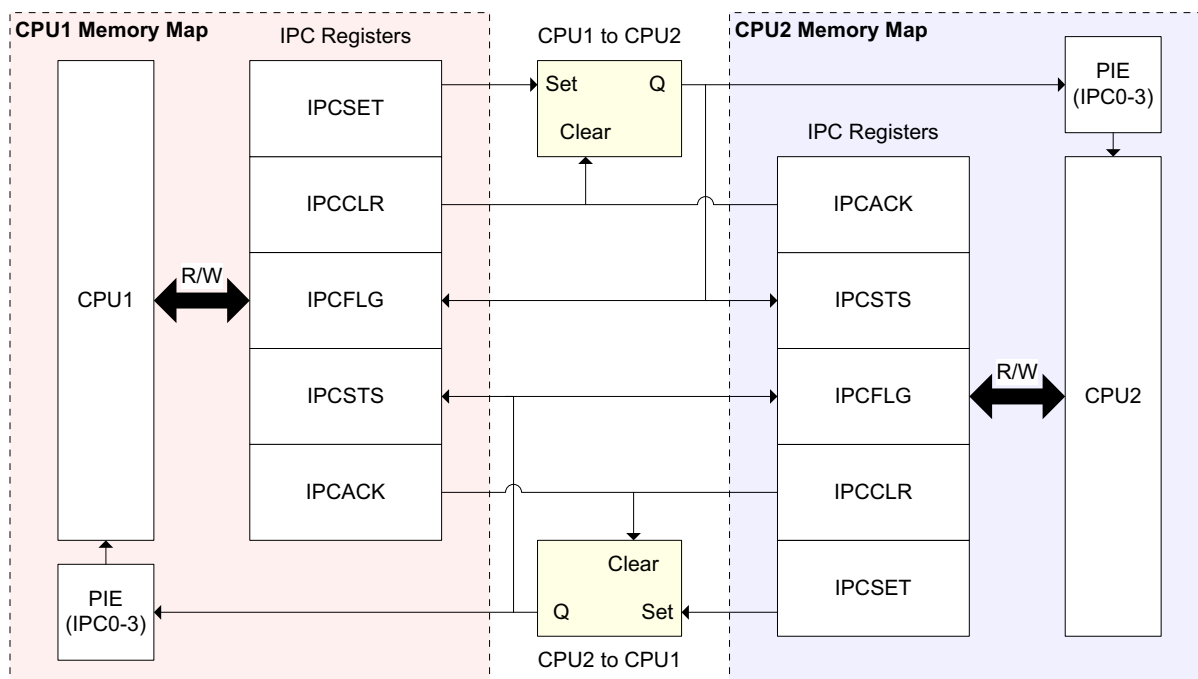 CPU1 Memory Map
IPC Registers
CPU1 to CPU2
CPU2 Memory Map
CPU1
R/W
IPCSET
IPCCLR
IPCFLG
IPCSTS
IPCACK
PIE
(IPC0-3)
Set
Q
Clear
Clear
Q
Set
CPU2 to CPU1
IPC Registers
IPCACK
IPCSTS
IPCFLG
IPCCLR
IPCSET
R/W
PIE
(IPC0-3)
CPU2